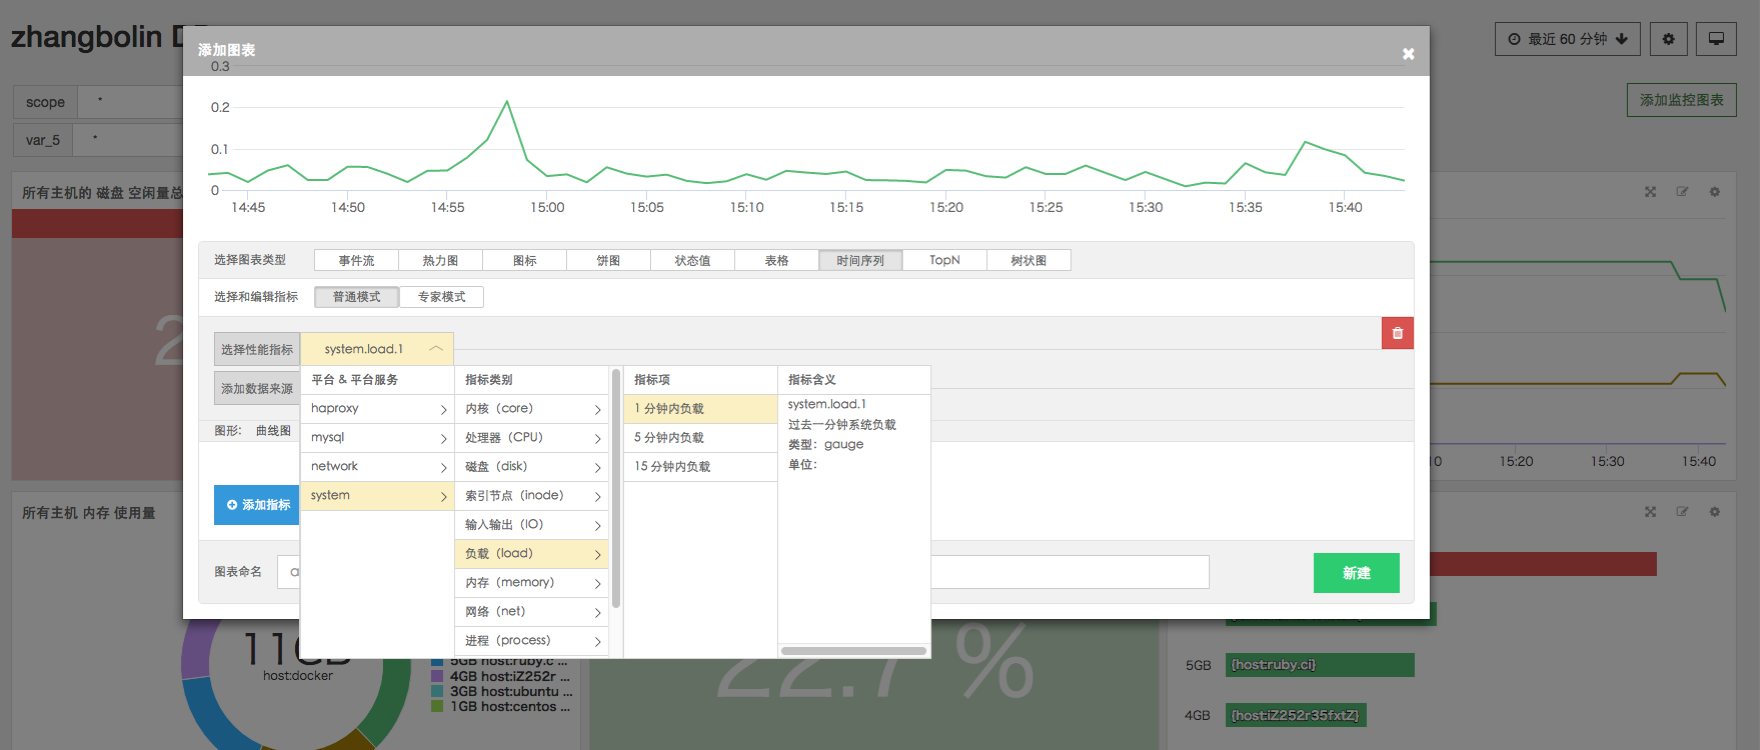 zhangbolin
最近 60 分钟
添加图表
0.3
scope
*
添加监控图表
0.2
var_5
*
0.1
0
14:45
14:50
14:55
15:00
15:05
15:10
15:15
15:20
15:25
15:30
15:35
15:40
所有主机的 磁盘 空闲量总
选择图表类型
事件流
热力图
图标
饼图
状态值
表格
时间序列
TopN
树状图
选择和编辑指标
普通模式
专家模式
选择性能指标
system.load.1
添加数据来源
平台 & 平台服务
指标类别
指标项
指标含义
haproxy
内核（core）
1 分钟内负载
system.load.1
过去一分钟系统负载
类型：gauge
单位：
mysql
处理器（CPU）
5 分钟内负载
network
磁盘（disk）
15 分钟内负载
system
索引节点（inode）
输入输出（IO）
负载（load）
内存（memory）
网络（net）
进程（process）
图形：
曲线图
添加指标
图表命名
新建
15:20
15:30
15:40
所有主机 内存 使用量
11GB
host:docker
5GB host:ruby.c ...
4GB host:iZ252r ...
3GB host:ubuntu ...
1GB host:centos ...
22.7 %
5GB
{host:ruby.ci}
4GB
{host:iZ252r35fxtZ}